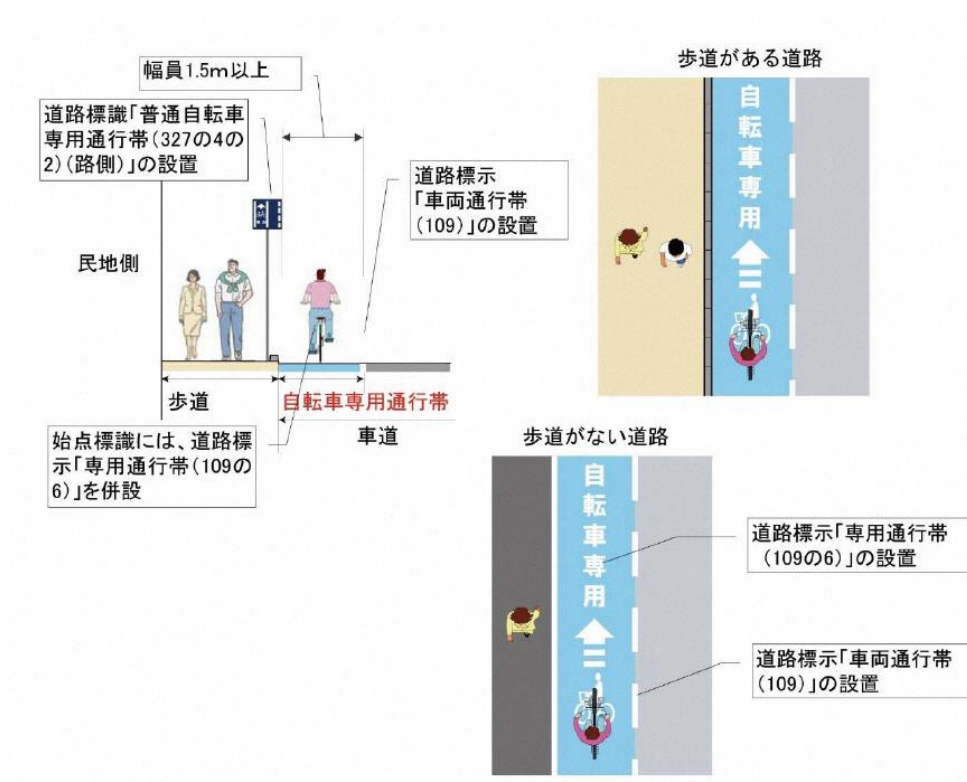 幅員1.5m以上
道路標識「普通自転車
専用通行帯(327の4の
2)(路側)」の設置
道路標示
「車両通行帯
(109)」の設置
民地側
歩道
自転車専用通行帯
車道
始点標識には、道路標
示「専用通行帯(109の
6)」を併設
歩道がある道路
自転車専用
歩道がない道路
自転車専用
道路標示「専用通行帯
(109の6)」の設置
道路標示「車両通行帯
(109)」の設置